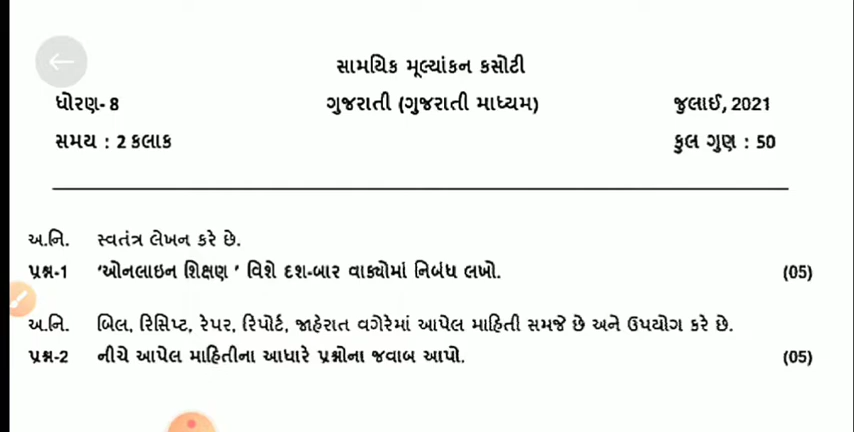 સામયિક મૂલ્યાંકન કસોટી
ધોરણ- 8 ગુજરાતી (ગુજરાતી માધ્યમ) જુલાઈ, 2021
સમય : 2 કલાક કુલ ગુણ : 50
અ.નિ. સ્વતંત્ર લેખન કરે છે.
પ્રશ્ન-1 ‘ઓનલાઇન શિક્ષણ ’ વિશે દશ-બાર વાક્યોમાં નિબંધ લખો. (05)
અ.નિ. બિલ, રિસિપ્ટ, રેપર, રિપોર્ટ, જાહેરાત વગેરેમાં આપેલ માહિતી સમજે છે અને ઉપયોગ કરે છે.
પ્રશ્ન-2 નીચે આપેલ માહિતીના આધારે પ્રશ્નોના જવાબ આપો. (05)